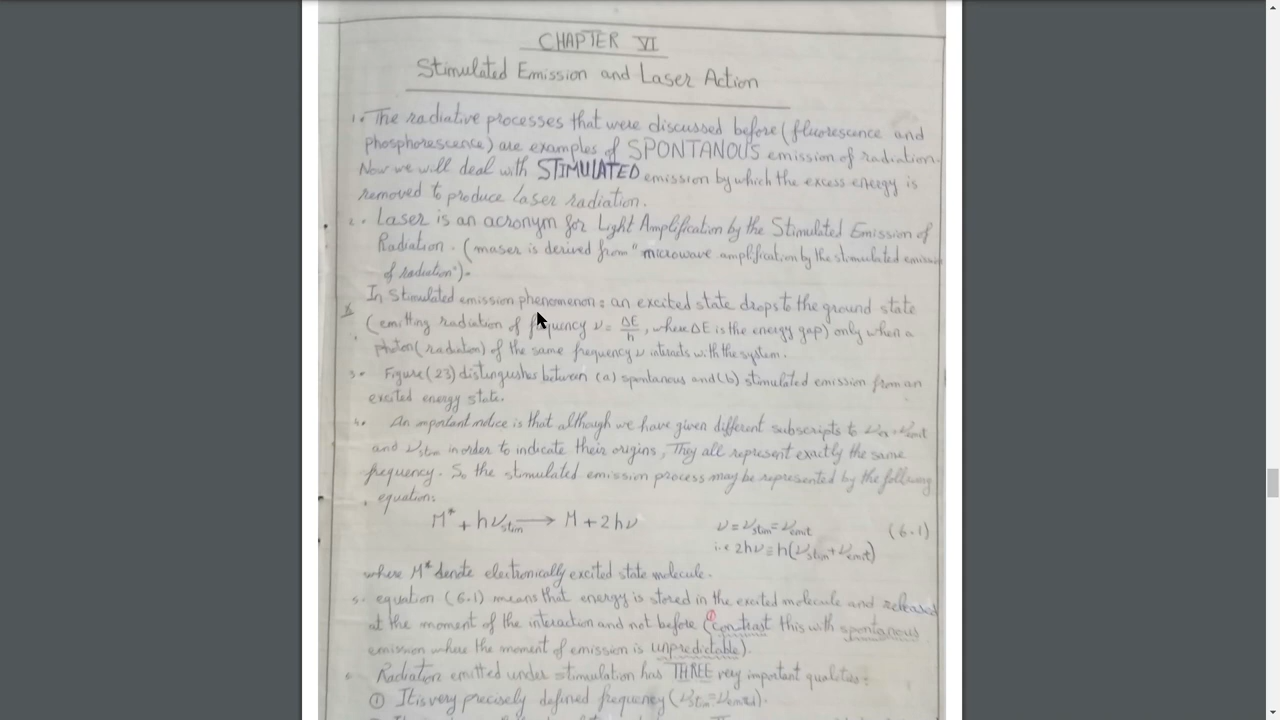 CHAPTER VI
Stimulated Emission and Laser Action
1. The radiative processes that were discussed before (fluorescence and
phosphorescence) are examples of SPONTANOUS emission of radiation.
Now we will deal with STIMULATED emission by which the excess energy is
removed to produce Laser radiation.
2. Laser is an acronym for Light Amplification by the Stimulated Emission of
Radiation. (maser is derived from "microwave amplification by the stimulated emission
of radiation").
In Stimulated emission phenomenon: an excited state drops to the ground state
(emitting radiation of frequency ν = ΔE/h, where ΔE is the energy gap) only when a
photon (radiation) of the same frequency ν interacts with the system.
3. Figure (23) distinguishes between (a) spontanous and (b) stimulated emission from an
excited energy state.
4. An important notice is that although we have given different subscripts to ν ν emit
and ν stim in order to indicate their origins, They all represent exactly the same
frequency. So the stimulated emission process may be represented by the following
equation:
M* + hν stim → M + 2hν ν = ν stim = ν emit (6.1)
i.e 2hν = h(ν stim + ν emit)
where M* denote electronically excited state molecule.
5. equation (6.1) means that energy is stored in the excited molecule and released
at the moment of the interaction and not before (contrast this with spontanous
emission where the moment of emission is unpredictable).
Radiation emitted under stimulation has THREE very important qualities:
① It is very precisely defined frequency (ν stim = ν emit).